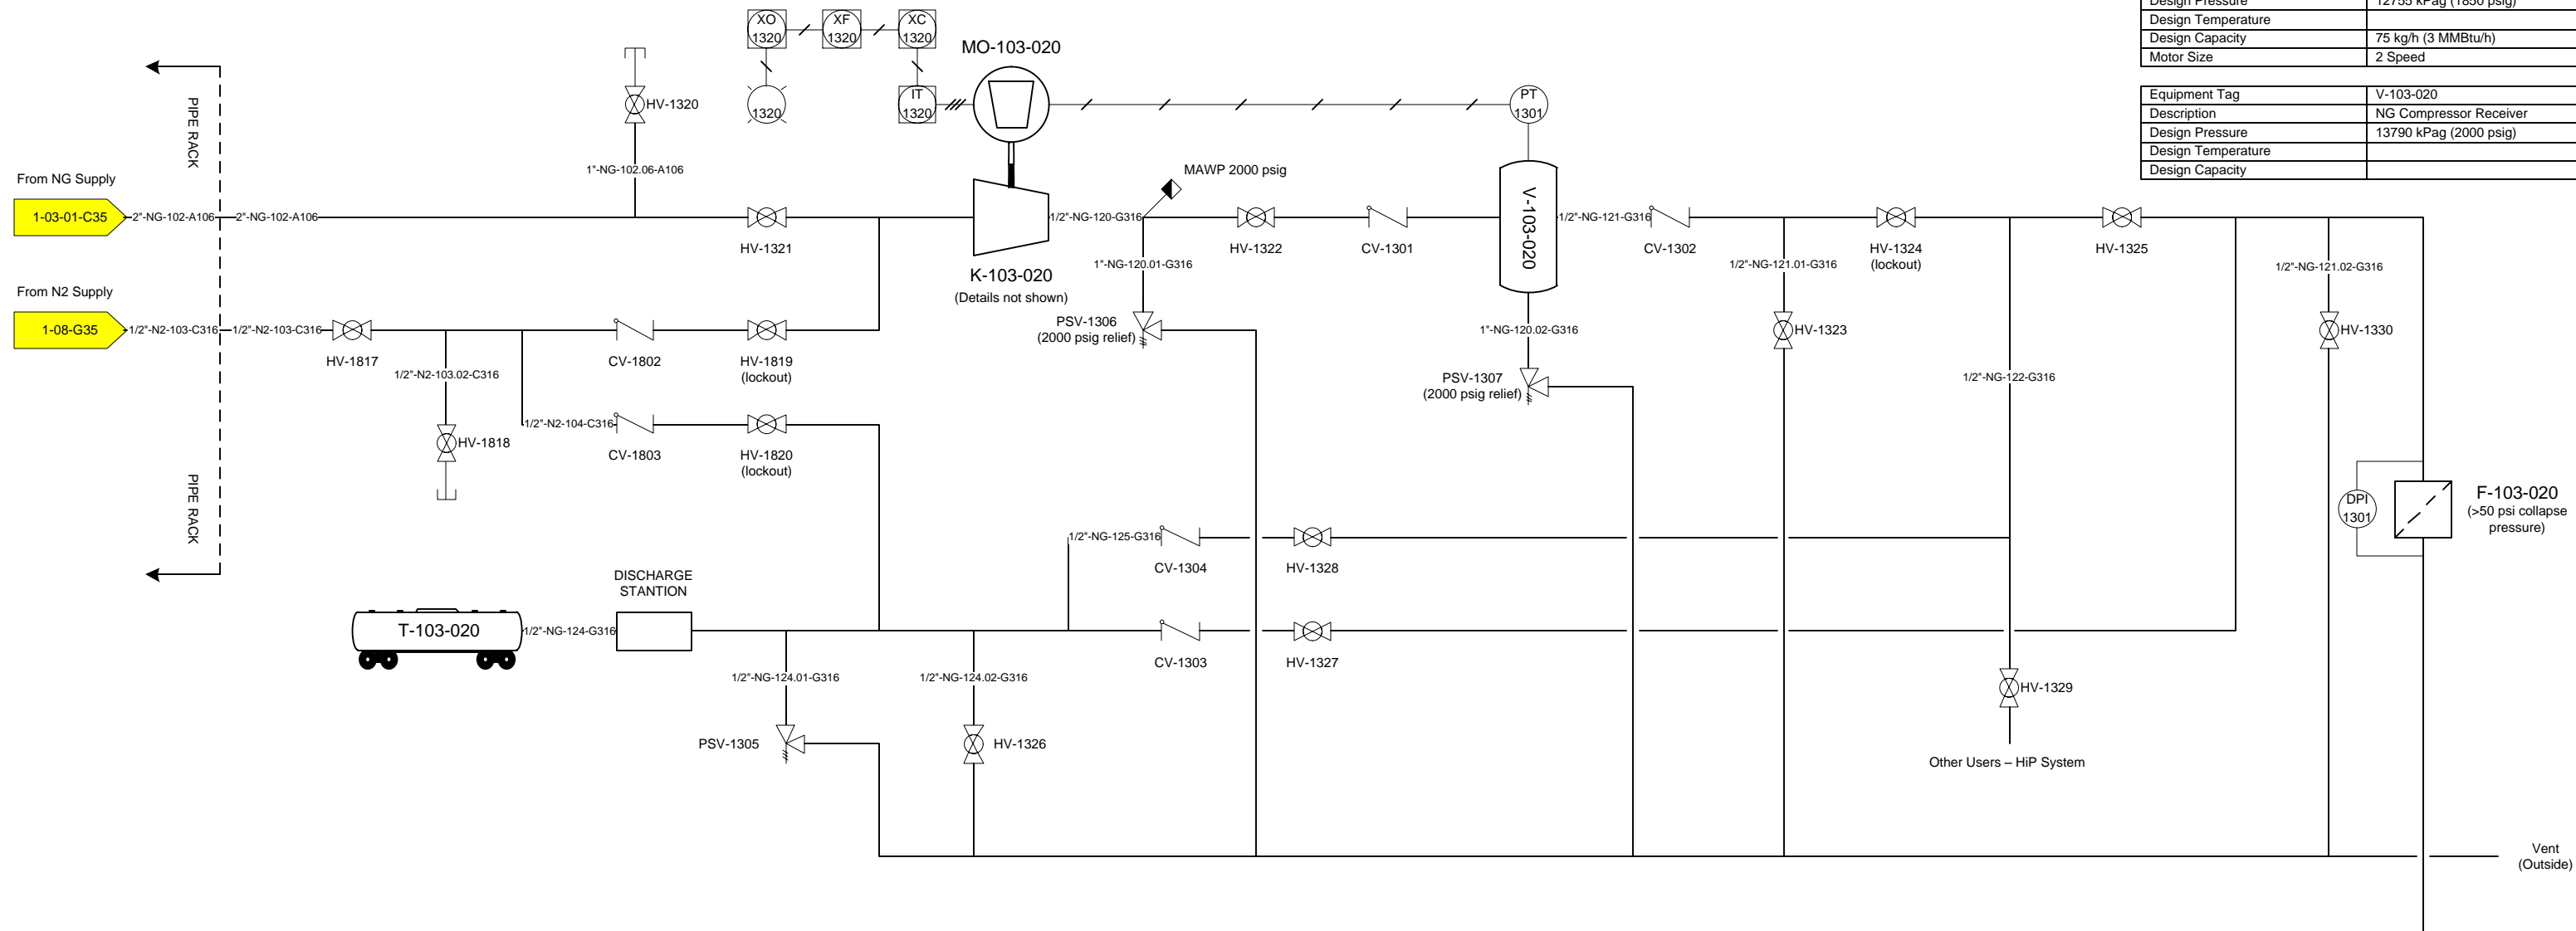 Design Pressure 12755 kPag (1850 psig)
Design Temperature
Design Capacity 75 kg/h (3 MMBtu/h)
Motor Size 2 Speed
Equipment Tag V-103-020
Description NG Compressor Receiver
Design Pressure 13790 kPag (2000 psig)
Design Temperature
Design Capacity
XO
1320
XF
1320
XC
1320
MO-103-020
1320
IT
1320
PT
1301
HV-1320
PIPE RACK
1"-NG-102.06-A106
MAWP 2000 psig
From NG Supply
1-03-01-C35
2"-NG-102-A106
2"-NG-102-A106
HV-1321
1/2"-NG-120-G316
HV-1322
CV-1301
V-103-020
1/2"-NG-121-G316
CV-1302
HV-1324
(lockout)
HV-1325
K-103-020
(Details not shown)
1"-NG-120.01-G316
1/2"-NG-121.01-G316
1/2"-NG-121.02-G316
From N2 Supply
1-08-G35
1/2"-N2-103-C316
1/2"-N2-103-C316
HV-1817
CV-1802
HV-1819
(lockout)
PSV-1306
(2000 psig relief)
1"-NG-120.02-G316
HV-1323
HV-1330
1/2"-N2-103.02-C316
PSV-1307
(2000 psig relief)
1/2"-NG-122-G316
HV-1818
1/2"-N2-104-C316
CV-1803
HV-1820
(lockout)
PIPE RACK
DPI
1301
F-103-020
(>50 psi collapse
pressure)
1/2"-NG-125-G316
CV-1304
HV-1328
DISCHARGE
STANTION
T-103-020
1/2"-NG-124-G316
CV-1303
HV-1327
1/2"-NG-124.01-G316
1/2"-NG-124.02-G316
HV-1329
PSV-1305
HV-1326
Other Users – HiP System
Vent
(Outside)